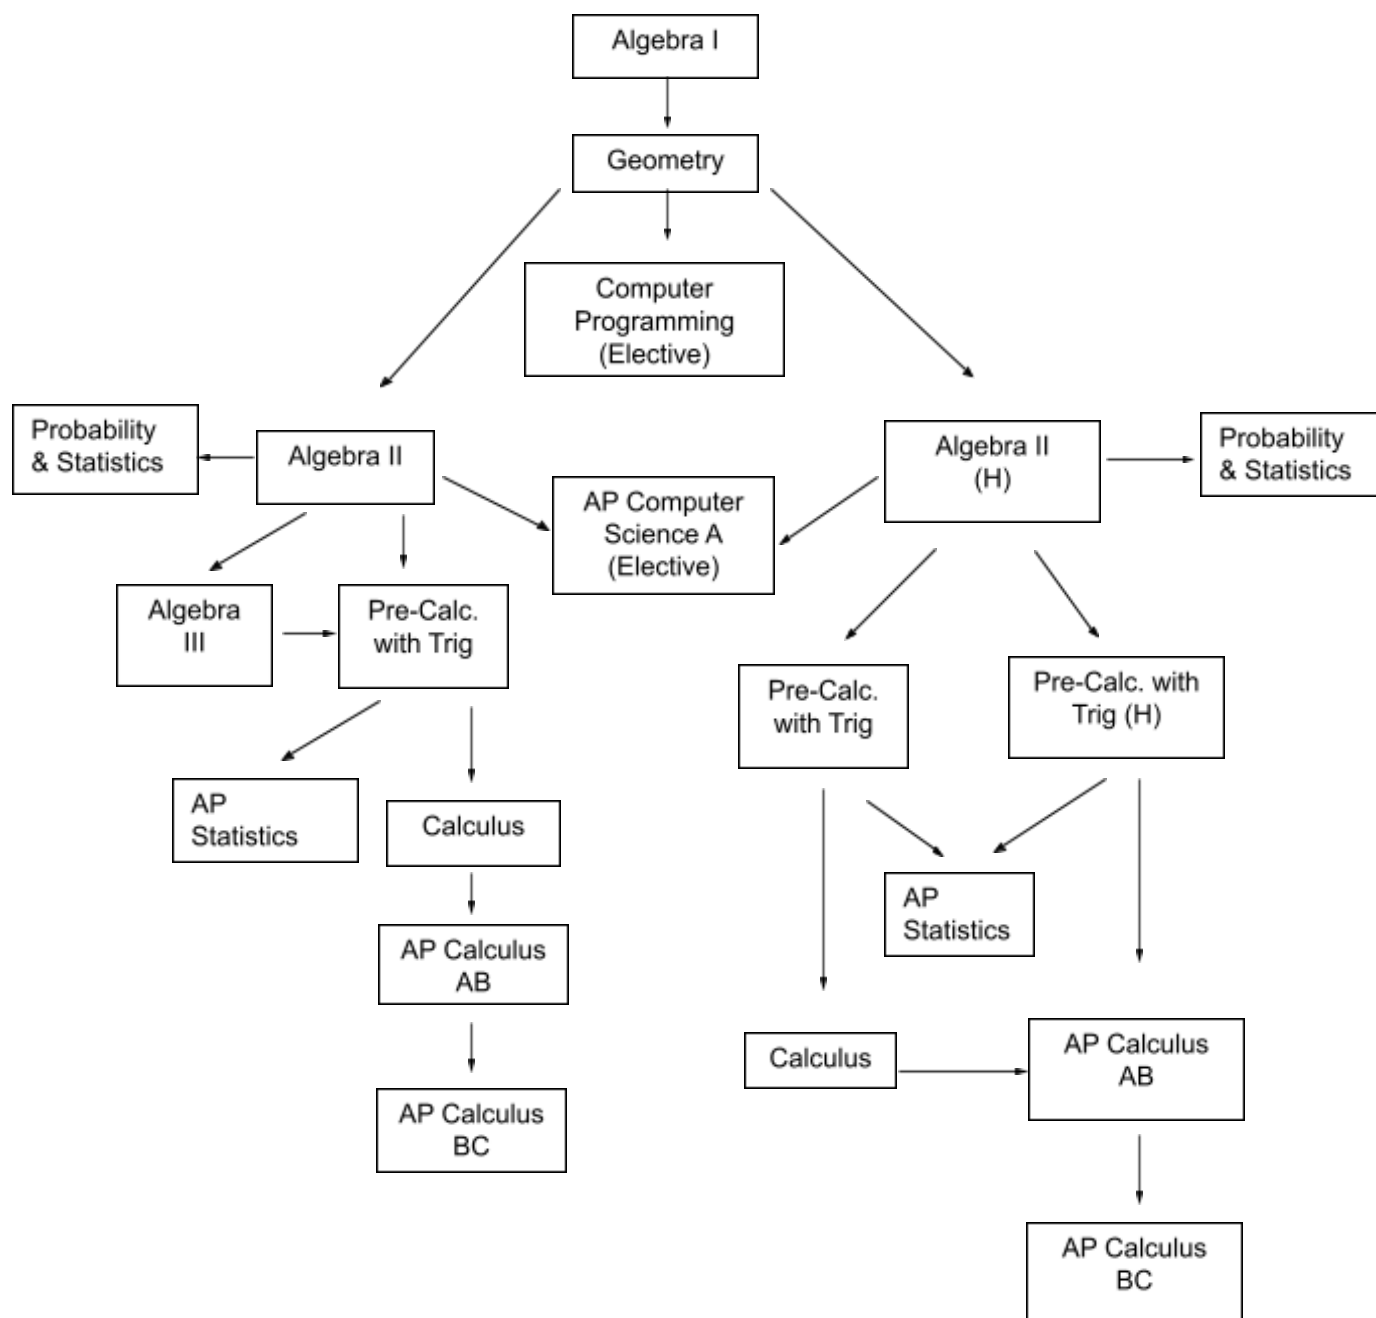 Algebra I
Geometry
Computer
Programming
(Elective)
Probability
& Statistics
Algebra II
AP Computer
Science A
(Elective)
Algebra II
(H)
Probability
& Statistics
Algebra
III
Pre-Calc.
with Trig
Pre-Calc.
with Trig
Pre-Calc. with
Trig (H)
AP
Statistics
Calculus
AP
Statistics
AP Calculus
AB
Calculus
AP Calculus
AB
AP Calculus
BC
AP Calculus
BC